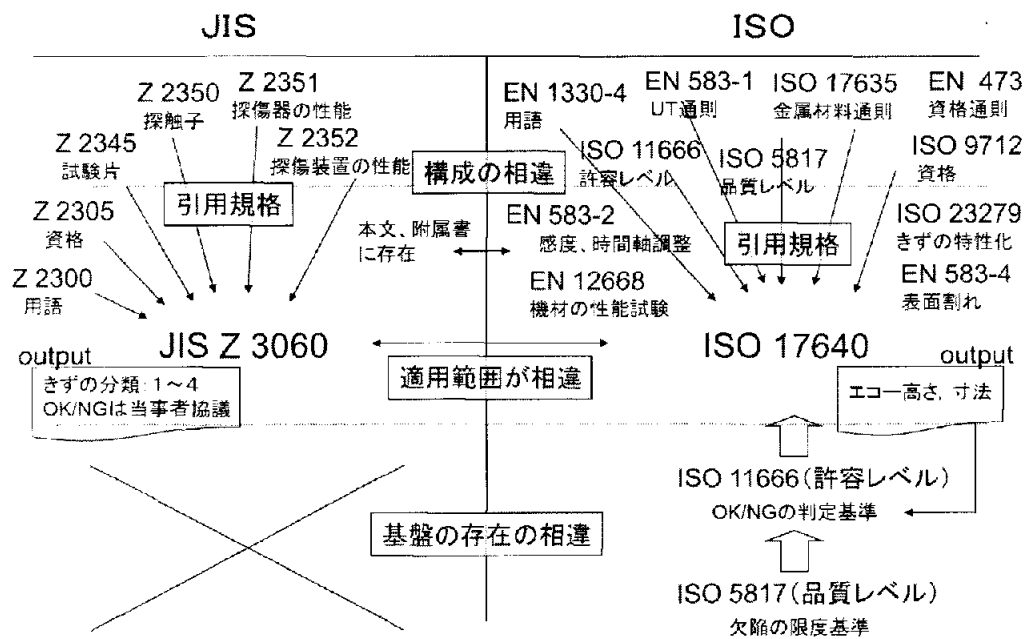 JIS
ISO
Z 2350
探触子
Z 2351
探傷器の性能
Z 2345
試験片
Z 2352
探傷装置の性能
引用規格
Z 2305
資格
Z 2300
用語
JIS Z 3060
output
きずの分類：1～4
OK/NGは当事者協議
構成の相違
本文、附属書
に存在
適用範囲が相違
基盤の存在の相違
EN 1330-4
用語
EN 583-1
UT通則
ISO 17635
金属材料通則
EN 473
資格通則
ISO 11666
許容レベル
ISO 5817
品質レベル
ISO 9712
資格
EN 583-2
感度、時間軸調整
引用規格
ISO 23279
きずの特性化
EN 12668
機材の性能試験
EN 583-4
表面割れ
ISO 17640
output
エコー高さ，寸法
ISO 11666（許容レベル）
OK/NGの判定基準
ISO 5817（品質レベル）
欠陥の限度基準